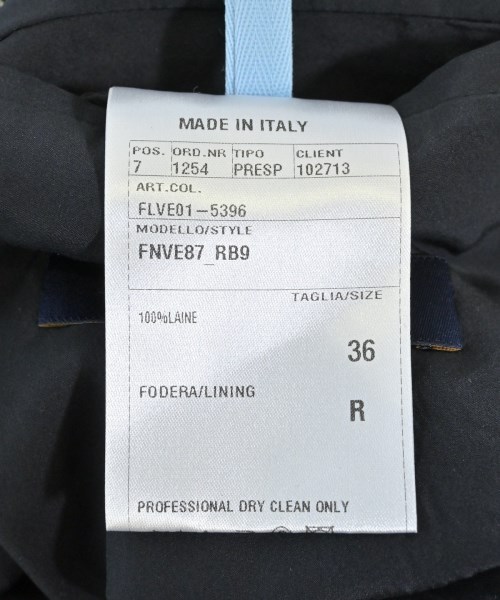 MADE IN ITALY
POS. ORD.NR TIPO CLIENT
7 1254 PRESP 102713
ART.COL.
FLVE01-5396
MODELLO/STYLE
FNVE87_RB9
TAGLIA/SIZE
100%LAINE
36
FODERA/LINING
R
PROFESSIONAL DRY CLEAN ONLY